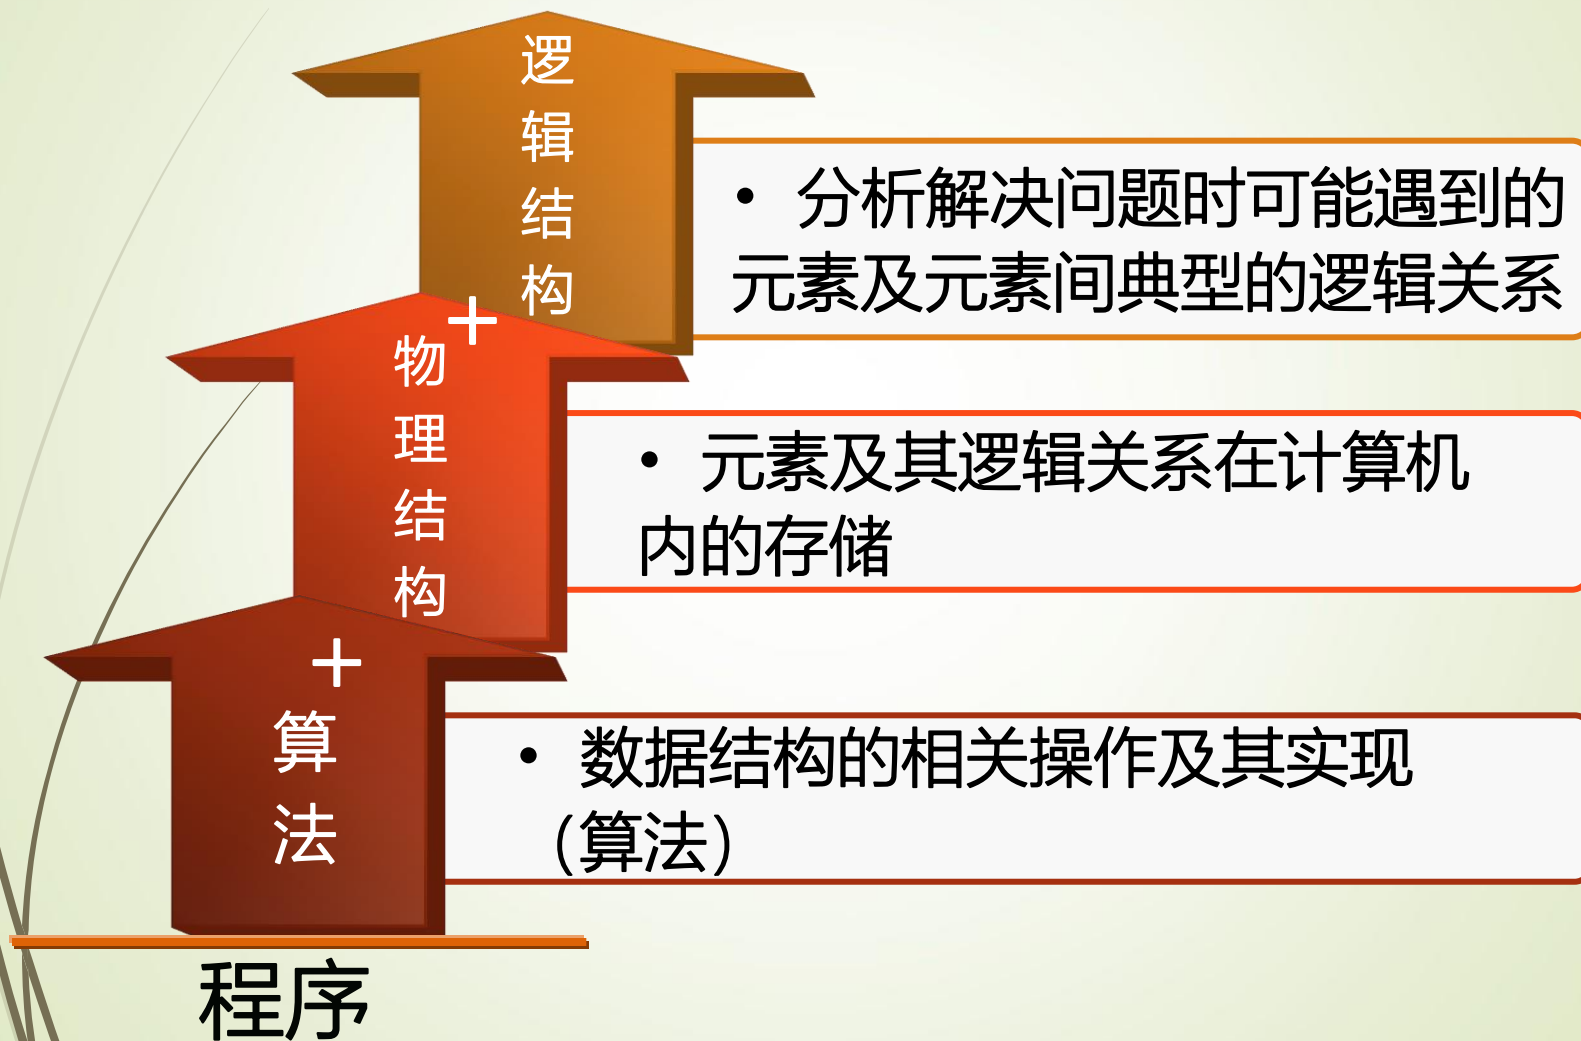 逻辑结构
• 分析解决问题时可能遇到的
元素及元素间典型的逻辑关系
+
物理结构
• 元素及其逻辑关系在计算机
内的存储
+
算法
• 数据结构的相关操作及其实现
（算法）
程序